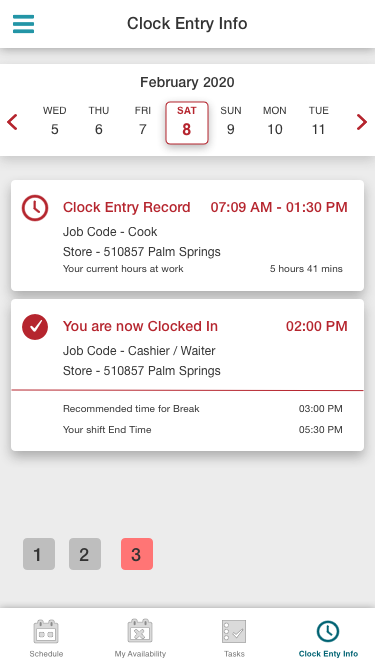 Clock Entry Info
February 2020
WED THU FRI SAT SUN MON TUE
5 6 7 8 9 10 11
Clock Entry Record 07:09 AM - 01:30 PM
Job Code - Cook
Store - 510857 Palm Springs
Your current hours at work 5 hours 41 mins
You are now Clocked In 02:00 PM
Job Code - Cashier / Waiter
Store - 510857 Palm Springs
Recommended time for Break 03:00 PM
Your shift End Time 05:30 PM
1 2 3
Schedule My Availability Tasks Clock Enty Info